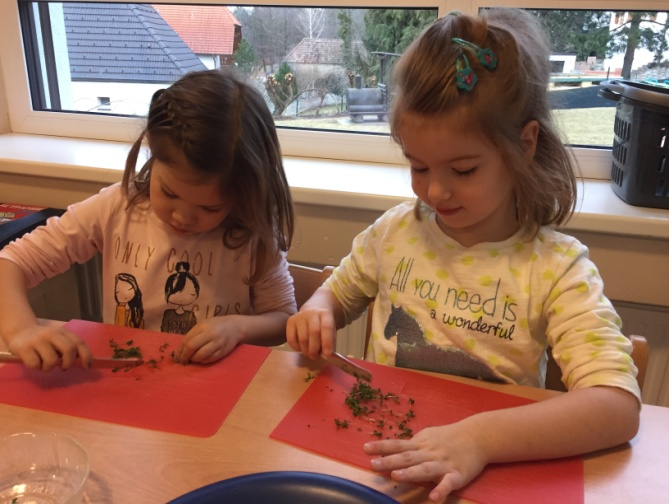 ONLY COOL
GIRLS
All you need is
a wonderful